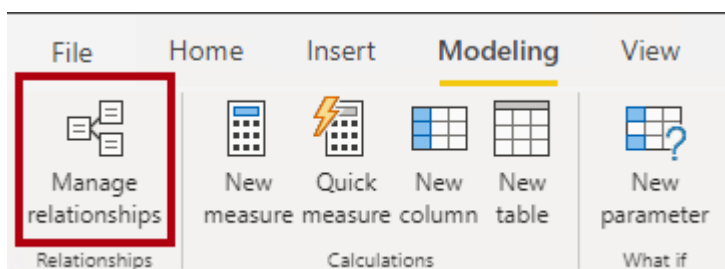 File Home Insert Modeling View
Manage New Quick New New New
relationships measure measure column table parameter
Relationships Calculations What if